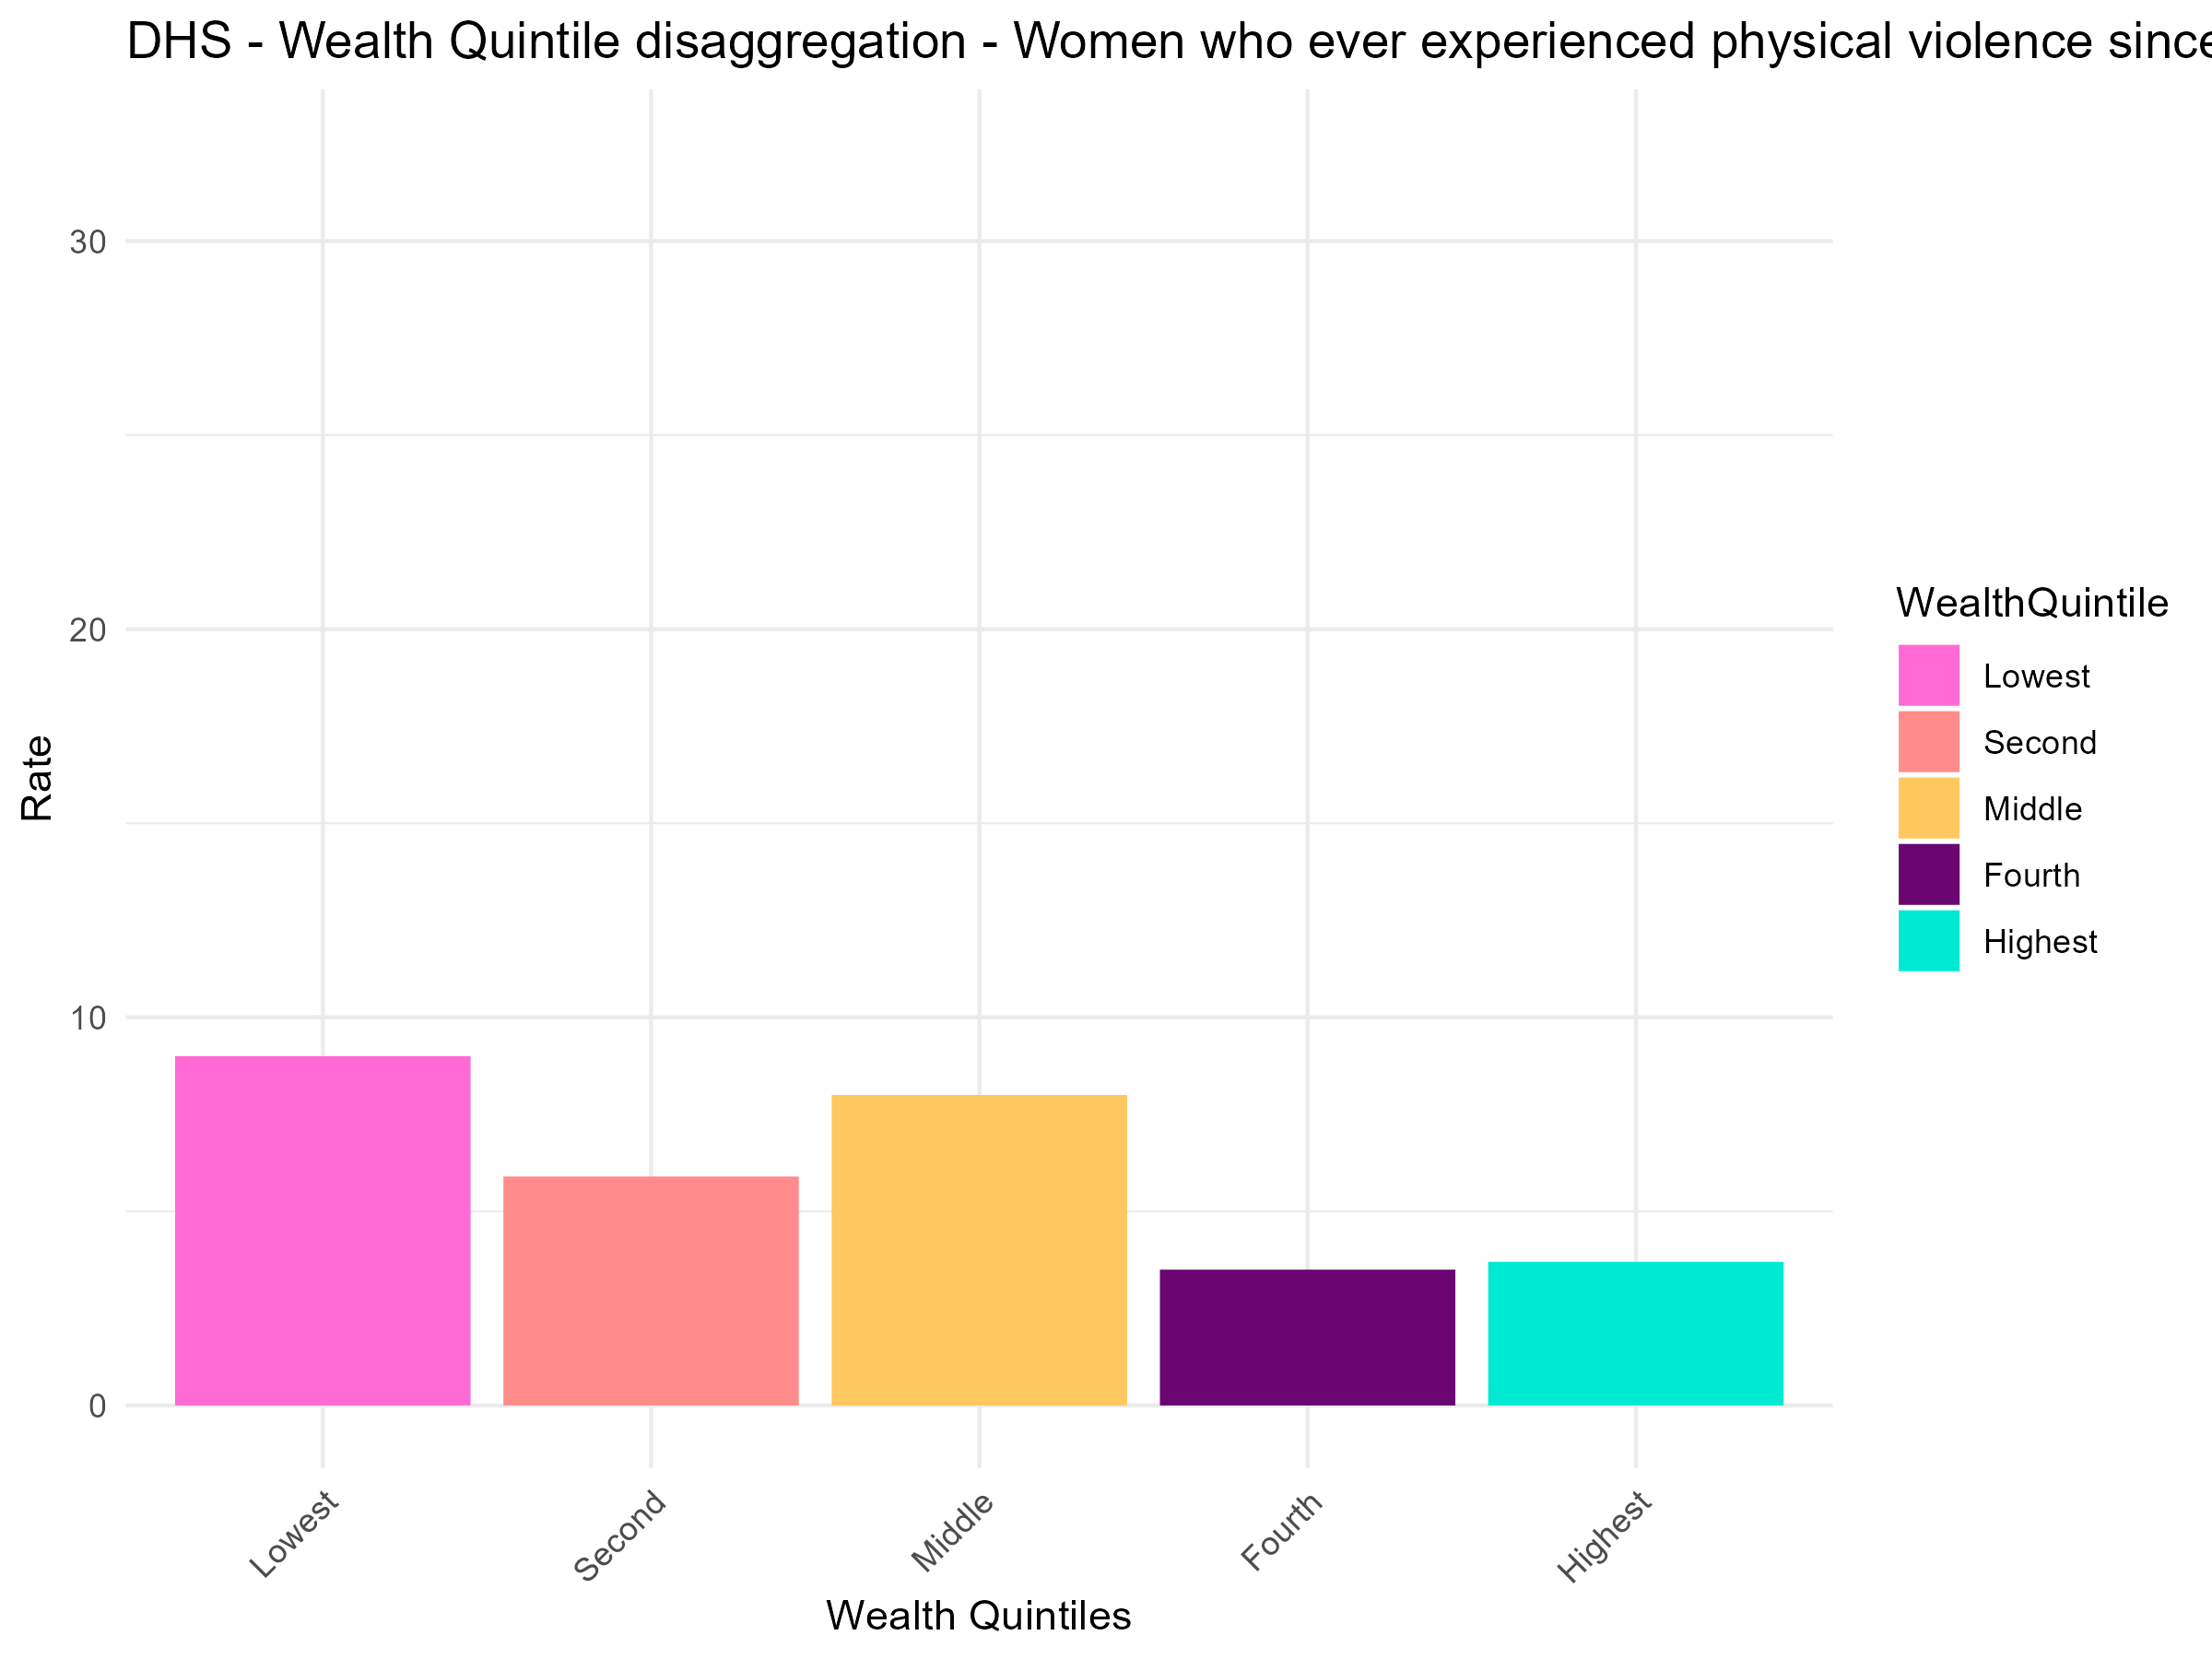 DHS - Wealth Quintile disaggregation - Women who ever experienced physical violence since
30
20
10
0
Rate
Lowest
Second
Middle
Fourth
Highest
Wealth Quintiles
WealthQuintile
Lowest
Second
Middle
Fourth
Highest